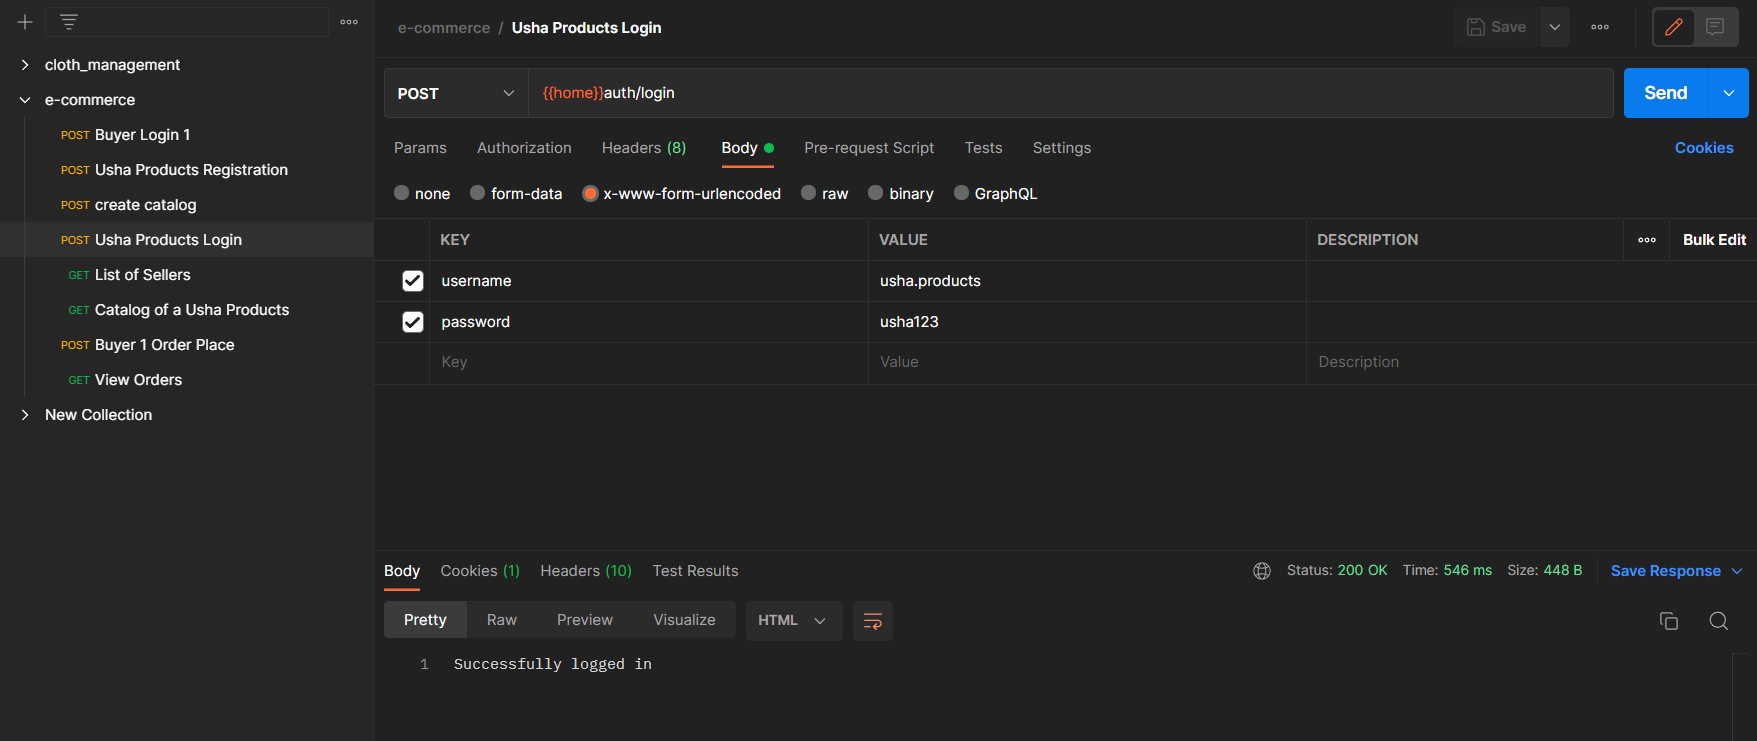 e-commerce / Usha Products Login
Save
cloth_management
e-commerce
POST Buyer Login 1
POST Usha Products Registration
POST create catalog
POST Usha Products Login
GET List of Sellers
GET Catalog of a Usha Products
POST Buyer 1 Order Place
GET View Orders
New Collection
POST {{home}}auth/login Send
Params Authorization Headers (8) Body Pre-request Script Tests Settings Cookies
none form-data x-www-form-urlencoded raw binary GraphQL
KEY VALUE DESCRIPTION Bulk Edit
username usha.products
password usha123
Key Value Description
Body Cookies (1) Headers (10) Test Results Status: 200 OK Time: 546 ms Size: 448 B Save Response
Pretty Raw Preview Visualize HTML
1 Successfully logged in